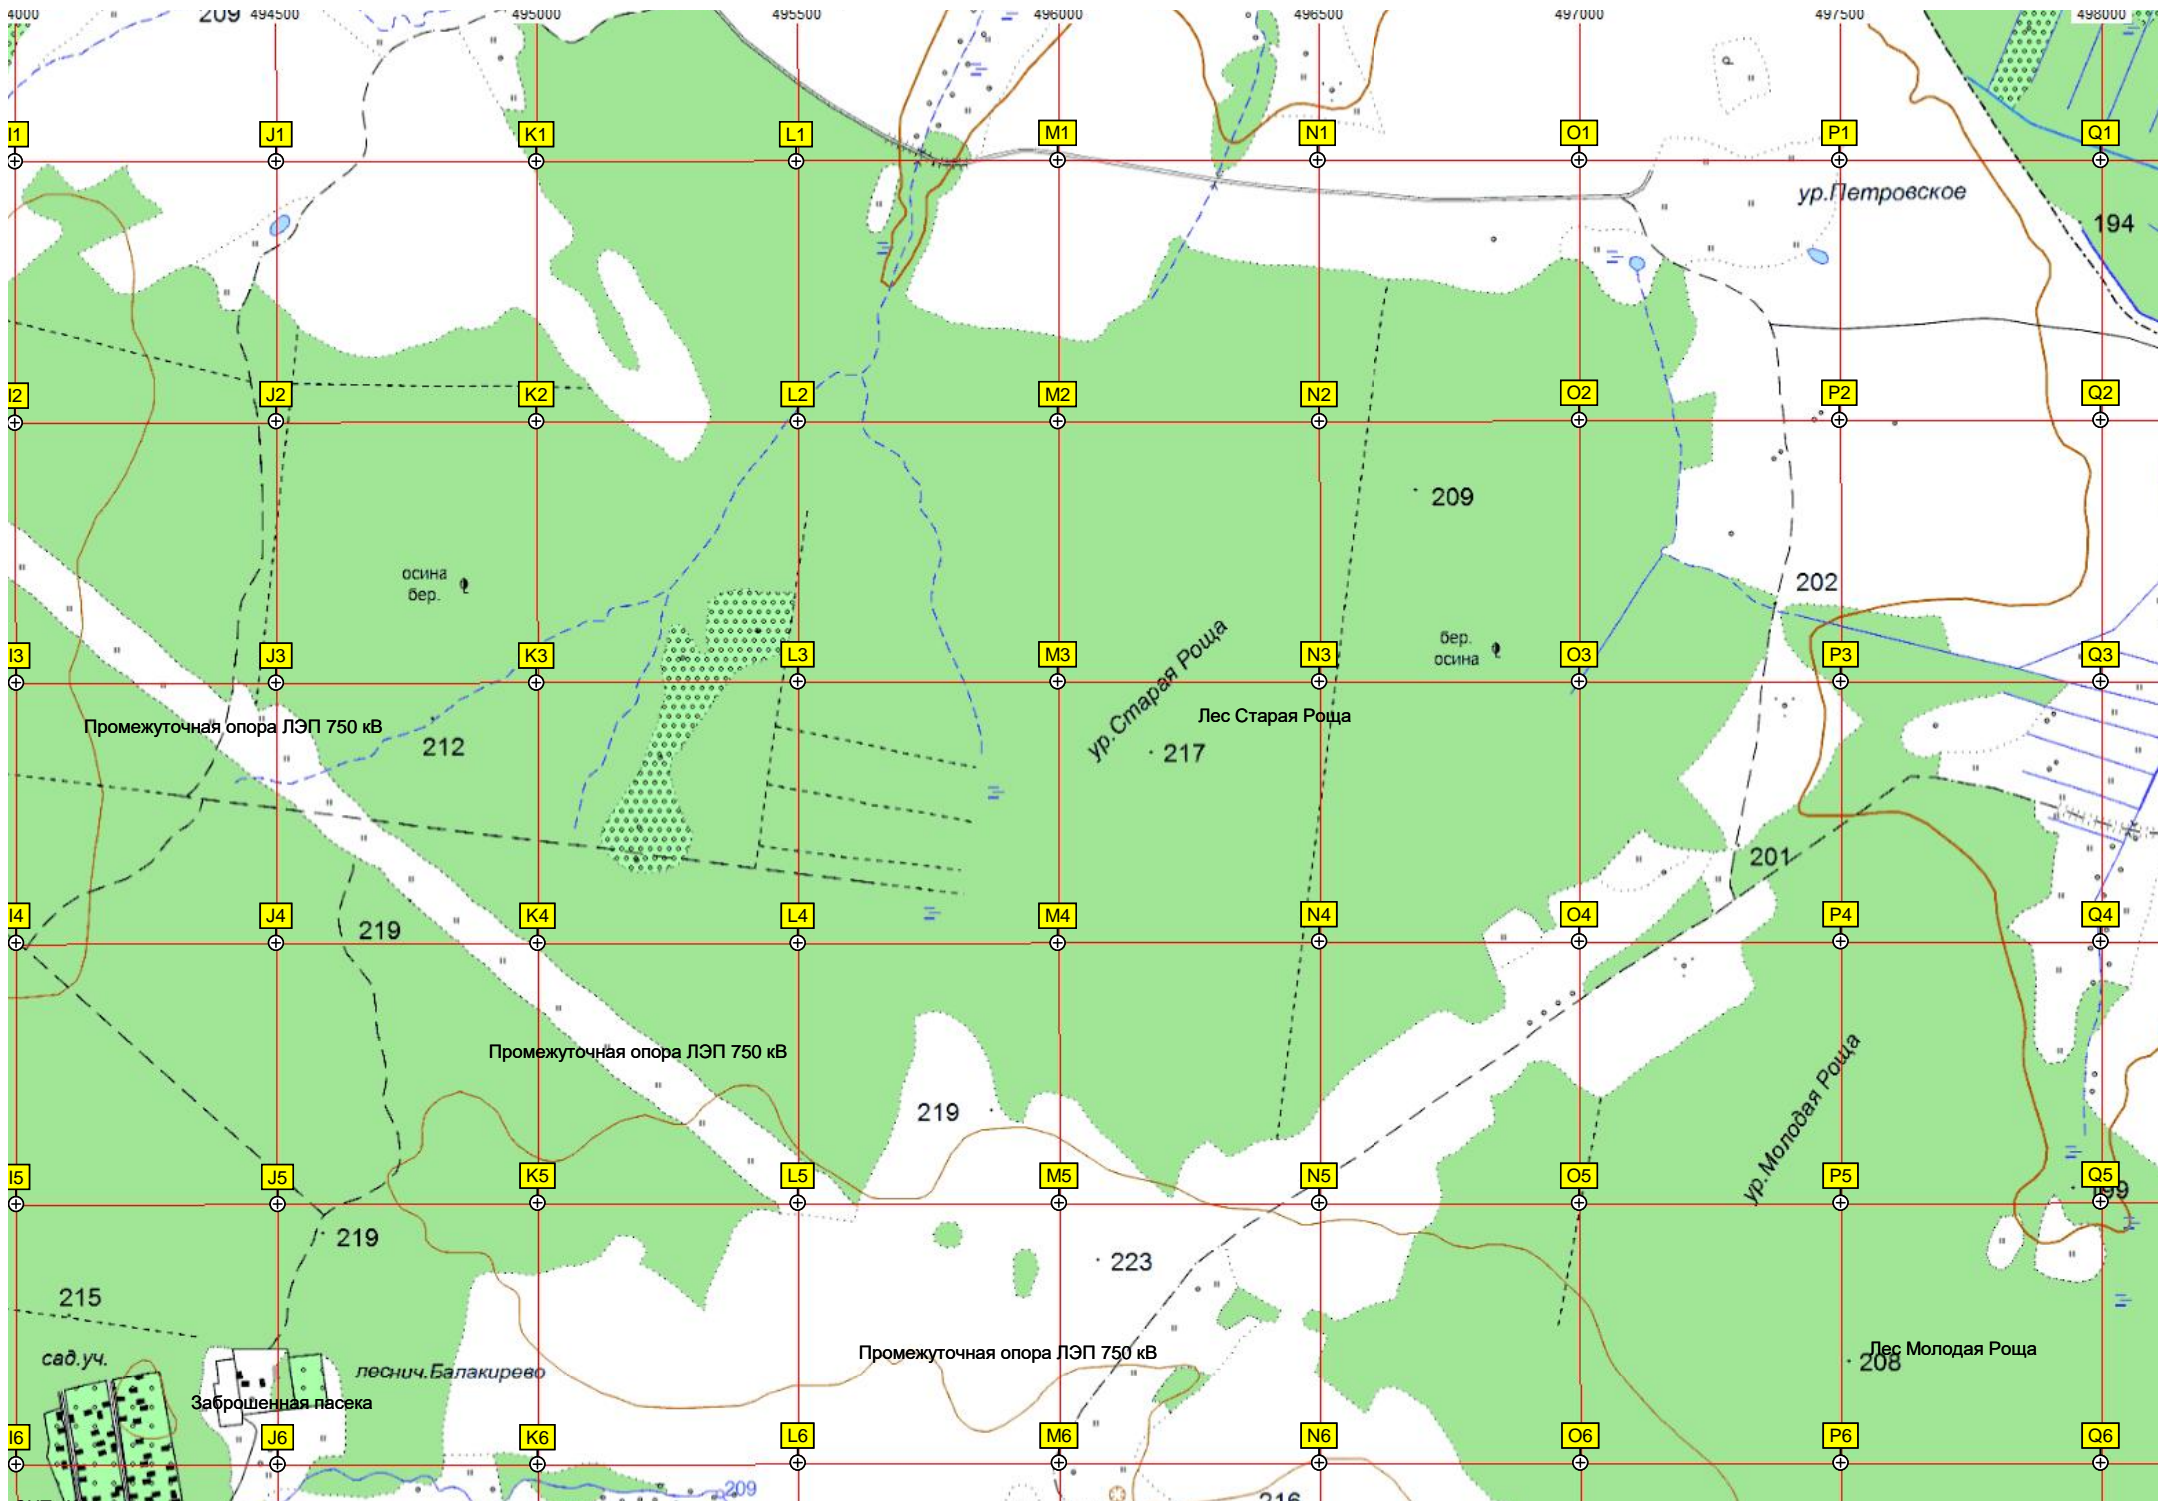 4000 494500 495000 495500 496000 496500 497000 497500 498000
209
I1 J1 K1 L1 M1 N1 O1 P1 Q1
ур.Петровское
194
I2 J2 K2 L2 M2 N2 O2 P2 Q2
209
осина
бер.
202
бер.
осина
I3 J3 K3 L3 M3 N3 O3 P3 Q3
ур.Старая Роща
Лес Старая Роща
Промежуточная опора ЛЭП 750 кВ
212
217
201
I4 J4 K4 L4 M4 N4 O4 P4 Q4
219
Промежуточная опора ЛЭП 750 кВ
219
ур.Молодая Роща
I5 J5 K5 L5 M5 N5 O5 P5 Q5
199
219
223
215
сад.уч.
леснич.Балакирево
Промежуточная опора ЛЭП 750 кВ
Лес Молодая Роща
208
Заброшенная пасека
I6 J6 K6 L6 M6 N6 O6 P6 Q6
209
216